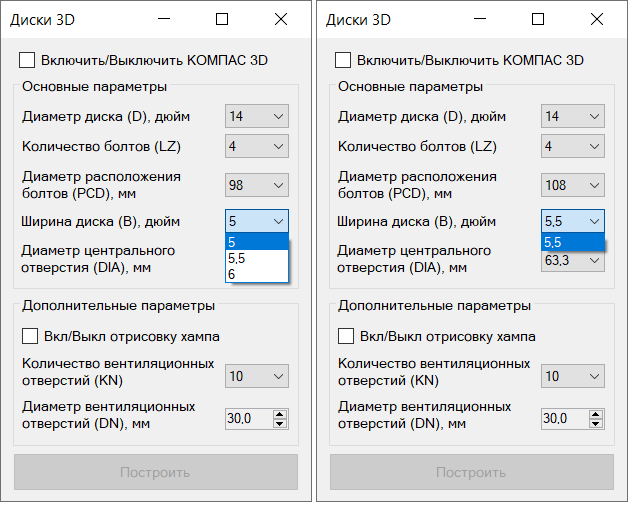 Диски 3D
Включить/Выключить КОМПАС 3D
Основные параметры
Диаметр диска (D), дюйм
14
Количество болтов (LZ)
4
Диаметр расположения
болтов (PCD), мм
98
Ширина диска (B), дюйм
5
5
5,5
6
Диаметр центрального
отверстия (DIA), мм
Дополнительные параметры
Вкл/Выкл отрисовку хампа
Количество вентиляционных
отверстий (KN)
10
Диаметр вентиляционных
отверстий (DN), мм
30,0
Построить
Диски 3D
Включить/Выключить КОМПАС 3D
Основные параметры
Диаметр диска (D), дюйм
14
Количество болтов (LZ)
4
Диаметр расположения
болтов (PCD), мм
108
Ширина диска (B), дюйм
5,5
5,5
Диаметр центрального
отверстия (DIA), мм
63,3
Дополнительные параметры
Вкл/Выкл отрисовку хампа
Количество вентиляционных
отверстий (KN)
10
Диаметр вентиляционных
отверстий (DN), мм
30,0
Построить